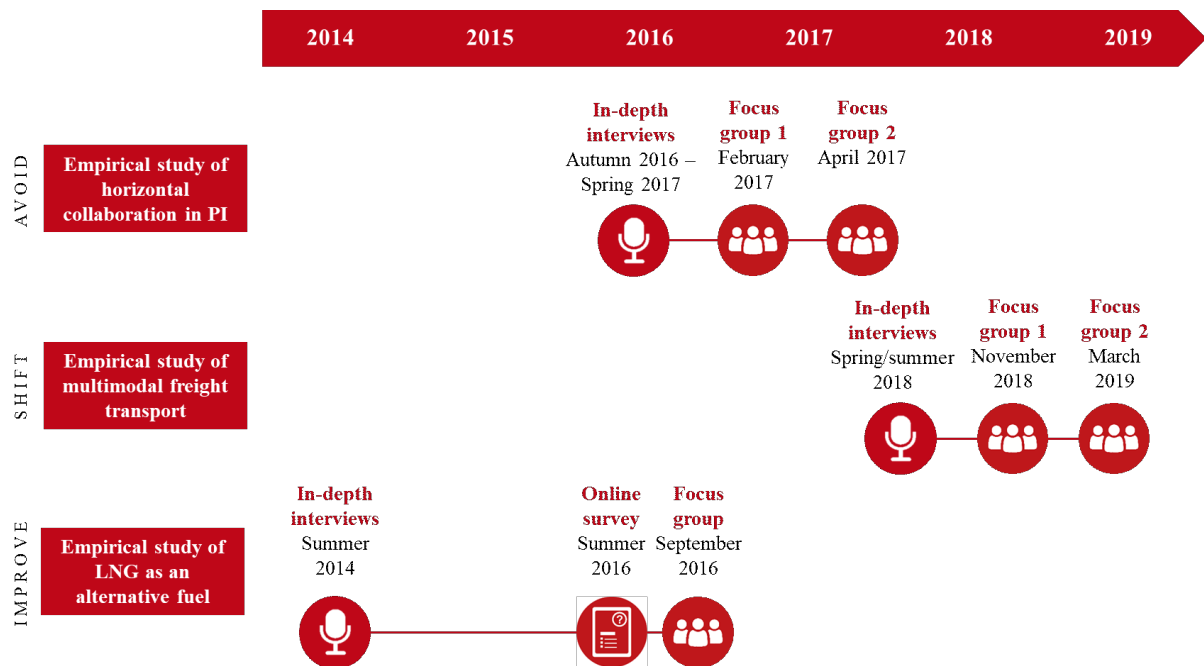 2014 2015 2016 2017 2018 2019
AVOID
Empirical study of
horizontal
collaboration in PI
In-depth
interviews
Autumn 2016 –
Spring 2017
Focus
group 1
February
2017
Focus
group 2
April 2017
SHIFT
Empirical study of
multimodal freight
transport
In-depth
interviews
Spring/summer
2018
Focus
group 1
November
2018
Focus
group 2
March
2019
IMPROVE
Empirical study of
LNG as an
alternative fuel
In-depth
interviews
Summer
2014
Online
survey
Summer
2016
Focus
group
September
2016
?